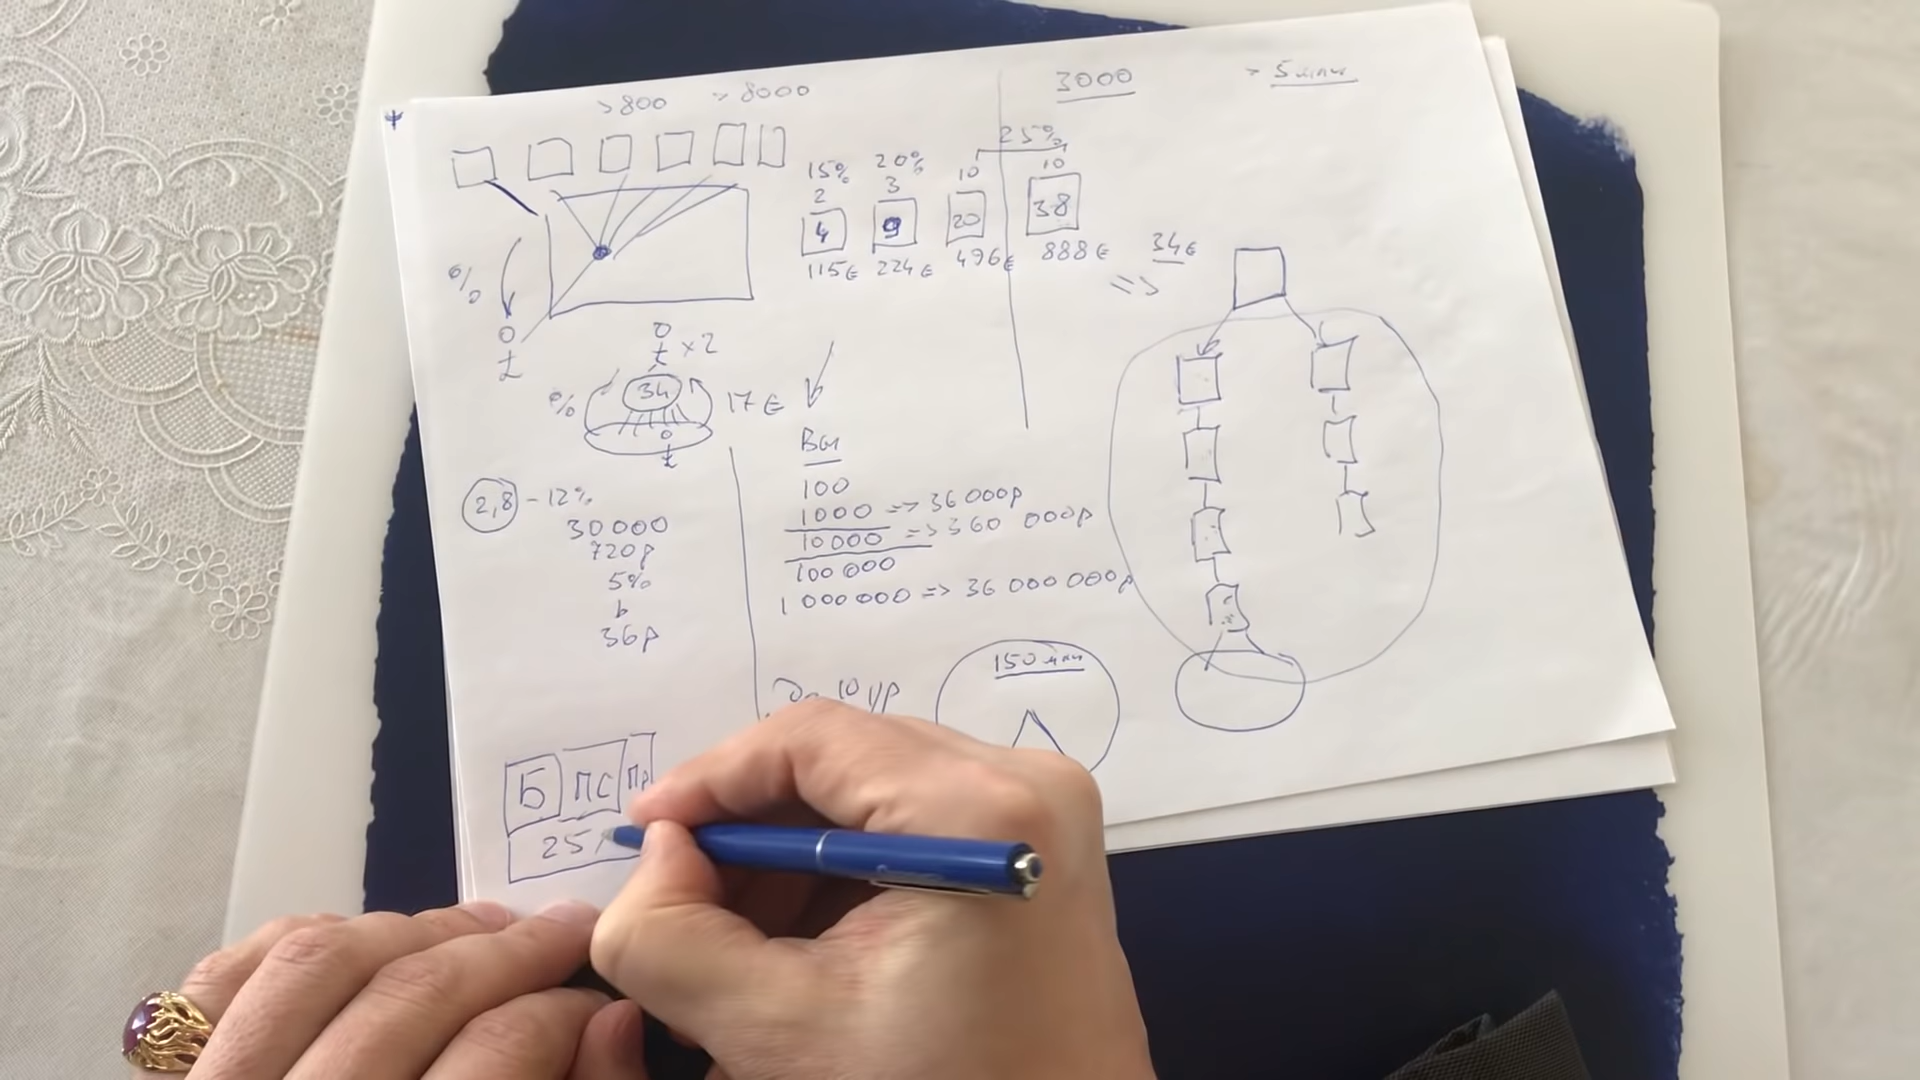 >800 > 8000
3000
> 5 млн
25%
15% 20% 10 10
2 3
4 9 20 38
115€ 224€ 496€ 888€
=> 34€
%
x2
% 34 17€
Вы
100
1000 => 36 000р
10 000 => 360 000р
100 000
1 000 000 => 36 000 000р
2,8 - 12%
30 000
720р
5%
36р
10
150 млн
Б ПС
25